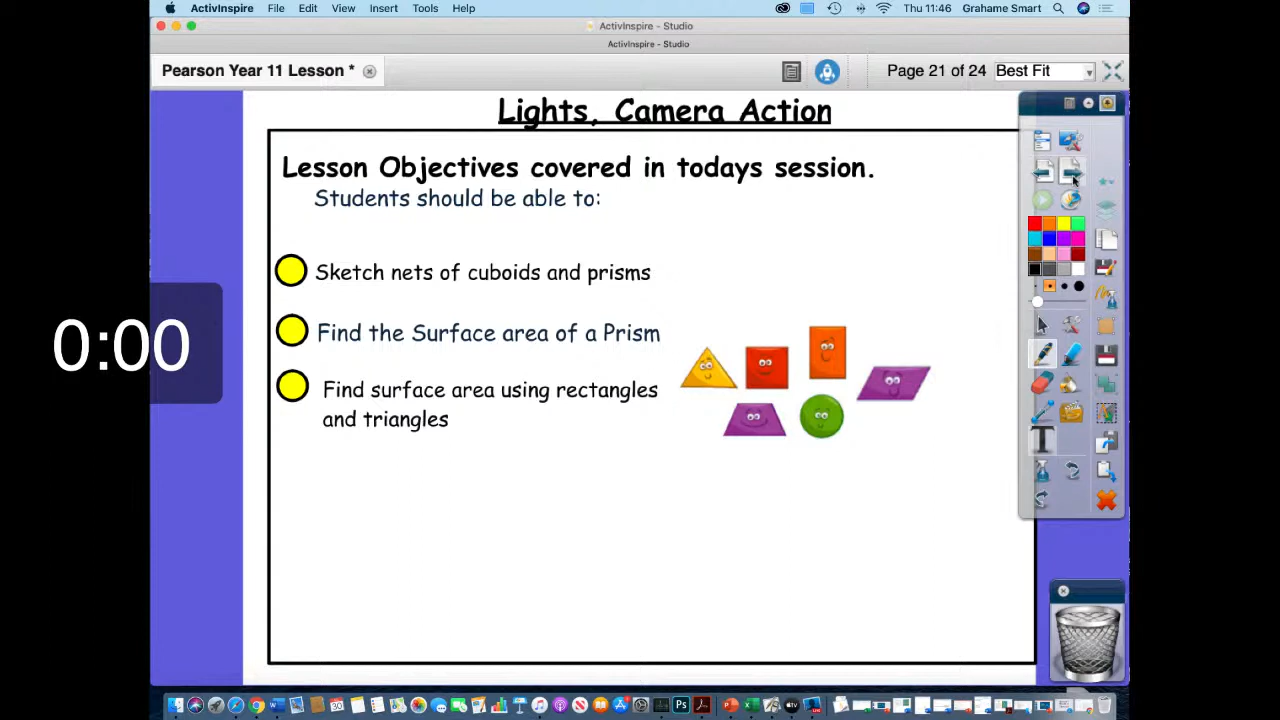 ActivInspire File Edit View Insert Tools Help Thu 11:46 Grahame Smart
ActivInspire - Studio
ActivInspire - Studio
Pearson Year 11 Lesson * Page 21 of 24 Best Fit
Lights, Camera Action
Lesson Objectives covered in todays session.
Students should be able to:
Sketch nets of cuboids and prisms
0:00
Find the Surface area of a Prism
Find surface area using rectangles
and triangles
T